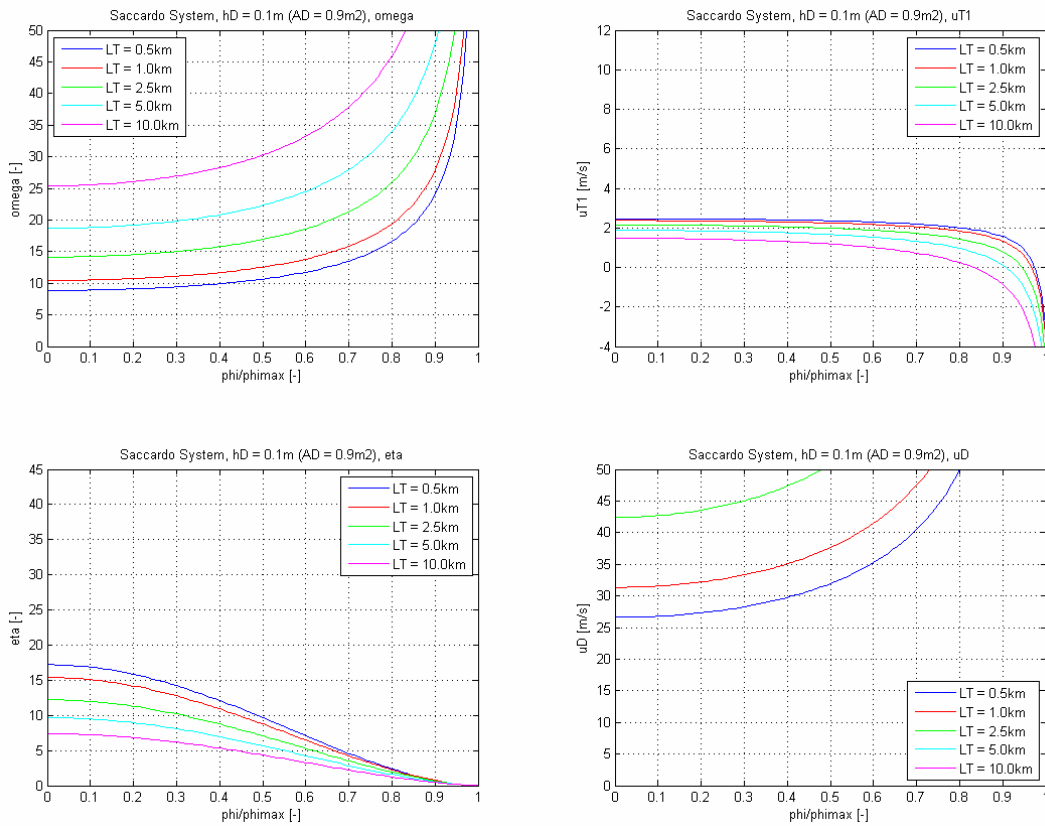 Saccardo System, hD = 0.1m (AD = 0.9m2), omega
50
45
40
35
30
25
20
15
10
5
0
omega [-]
LT = 0.5km
LT = 1.0km
LT = 2.5km
LT = 5.0km
LT = 10.0km
0 0.1 0.2 0.3 0.4 0.5 0.6 0.7 0.8 0.9 1
phi/phimax [-]
Saccardo System, hD = 0.1m (AD = 0.9m2), uT1
12
10
8
6
4
2
0
-2
-4
uT1 [m/s]
LT = 0.5km
LT = 1.0km
LT = 2.5km
LT = 5.0km
LT = 10.0km
0 0.1 0.2 0.3 0.4 0.5 0.6 0.7 0.8 0.9 1
phi/phimax [-]
Saccardo System, hD = 0.1m (AD = 0.9m2), eta
45
40
35
30
25
20
15
10
5
0
eta [-]
LT = 0.5km
LT = 1.0km
LT = 2.5km
LT = 5.0km
LT = 10.0km
0 0.1 0.2 0.3 0.4 0.5 0.6 0.7 0.8 0.9 1
phi/phimax [-]
Saccardo System, hD = 0.1m (AD = 0.9m2), uD
50
45
40
35
30
25
20
15
10
5
0
uD [m/s]
LT = 0.5km
LT = 1.0km
LT = 2.5km
LT = 5.0km
LT = 10.0km
0 0.1 0.2 0.3 0.4 0.5 0.6 0.7 0.8 0.9 1
phi/phimax [-]